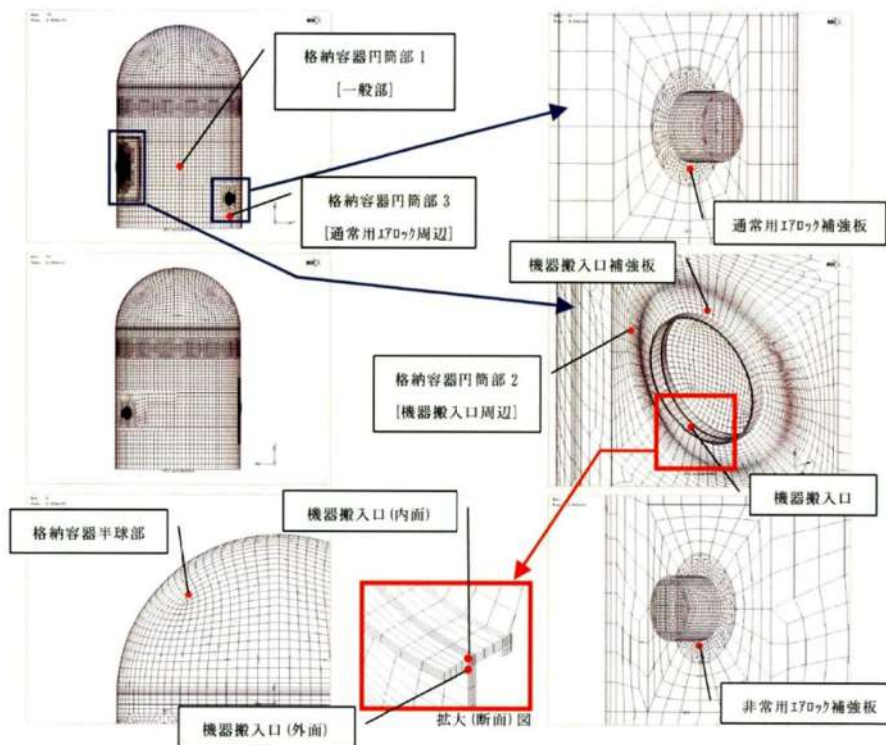 格納容器円筒部1
[一般部]
格納容器円筒部3
[通常用エアロック周辺]
通常用エアロック補強板
機器搬入口補強板
格納容器円筒部2
[機器搬入口周辺]
機器搬入口
機器搬入口(内面)
格納容器半球部
機器搬入口(外面)
拡大(断面)図
非常用エアロック補強板